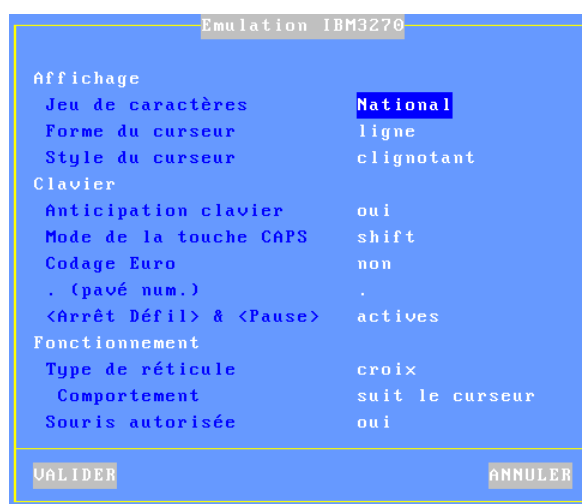 Emulation IBM3270
Affichage
Jeu de caractères National
Forme du curseur ligne
Style du curseur clignotant
Clavier
Anticipation clavier oui
Mode de la touche CAPS shift
Codage Euro non
. (pavé num.) .
<Arrêt Défil> & <Pause> actives
Fonctionnement
Type de réticule croix
Comportement suit le curseur
Souris autorisée oui
VALIDER ANNULER